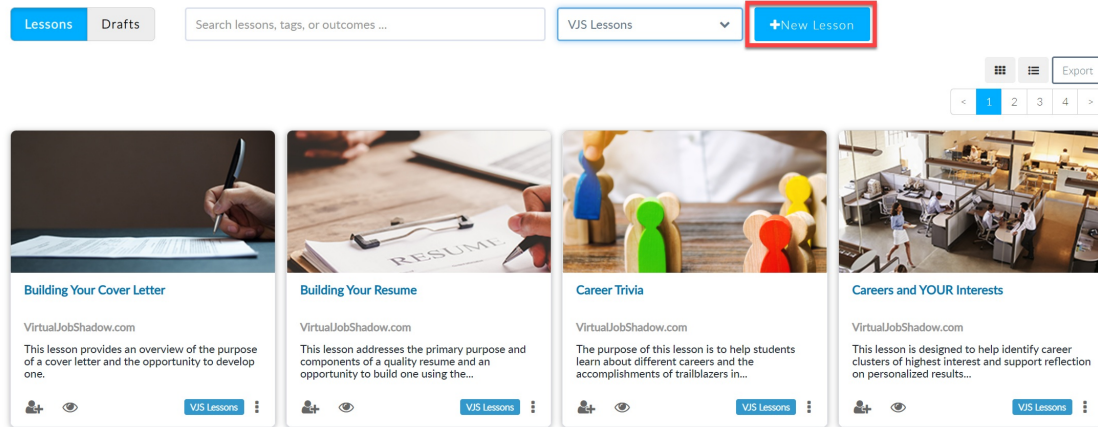 Lessons Drafts Search lessons, tags, or outcomes ... VJS Lessons +New Lesson
Export
< 1 2 3 4 >
RESUME
Building Your Cover Letter
VirtualJobShadow.com
This lesson provides an overview of the purpose
of a cover letter and the opportunity to develop
one.
VJS Lessons
Building Your Resume
VirtualJobShadow.com
This lesson addresses the primary purpose and
components of a quality resume and an
opportunity to build one using the...
VJS Lessons
Career Trivia
VirtualJobShadow.com
The purpose of this lesson is to help students
learn about different careers and the
accomplishments of trailblazers in...
VJS Lessons
Careers and YOUR Interests
VirtualJobShadow.com
This lesson is designed to help identify career
clusters of highest interest and support reflection
on personalized results...
VJS Lessons